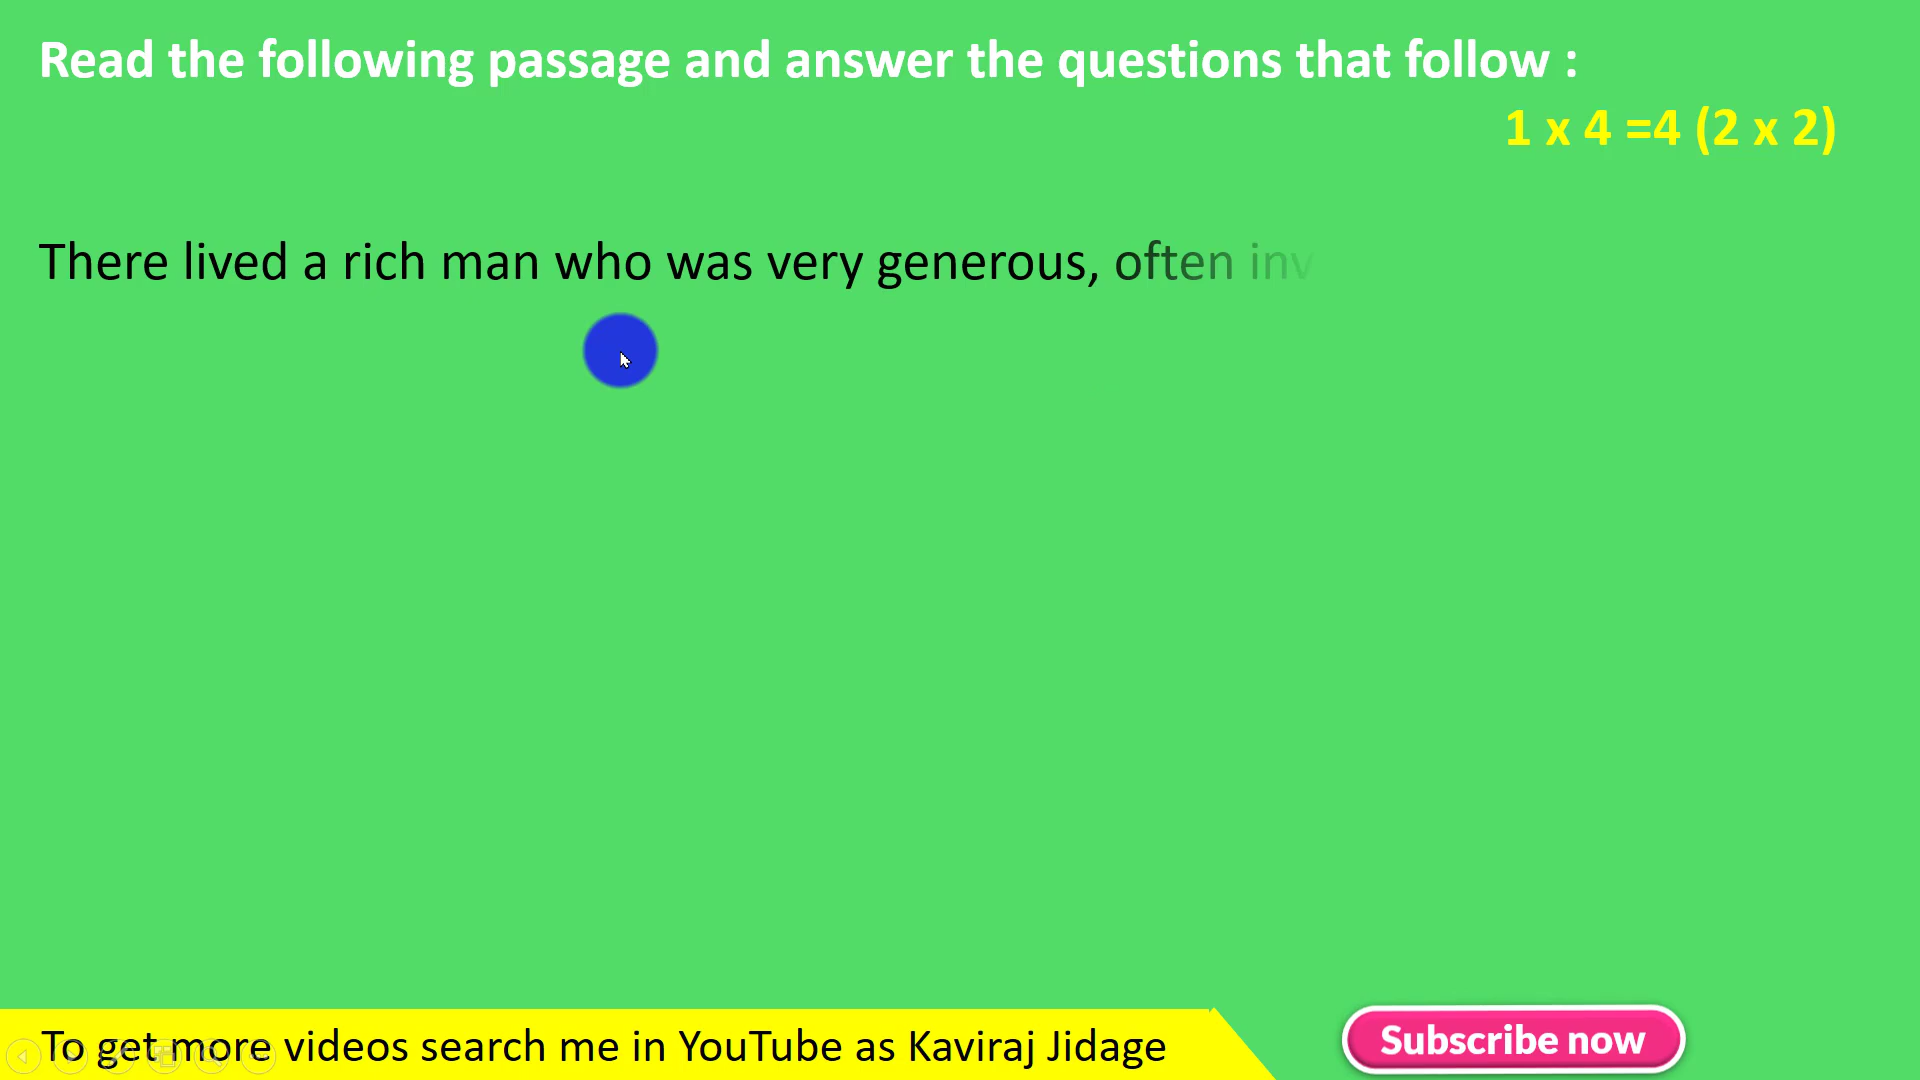 Read the following passage and answer the questions that follow :
1 x 4 =4 (2 x 2)
There lived a rich man who was very generous, often
To get more videos search me in YouTube as Kaviraj Jidage
Subscribe now